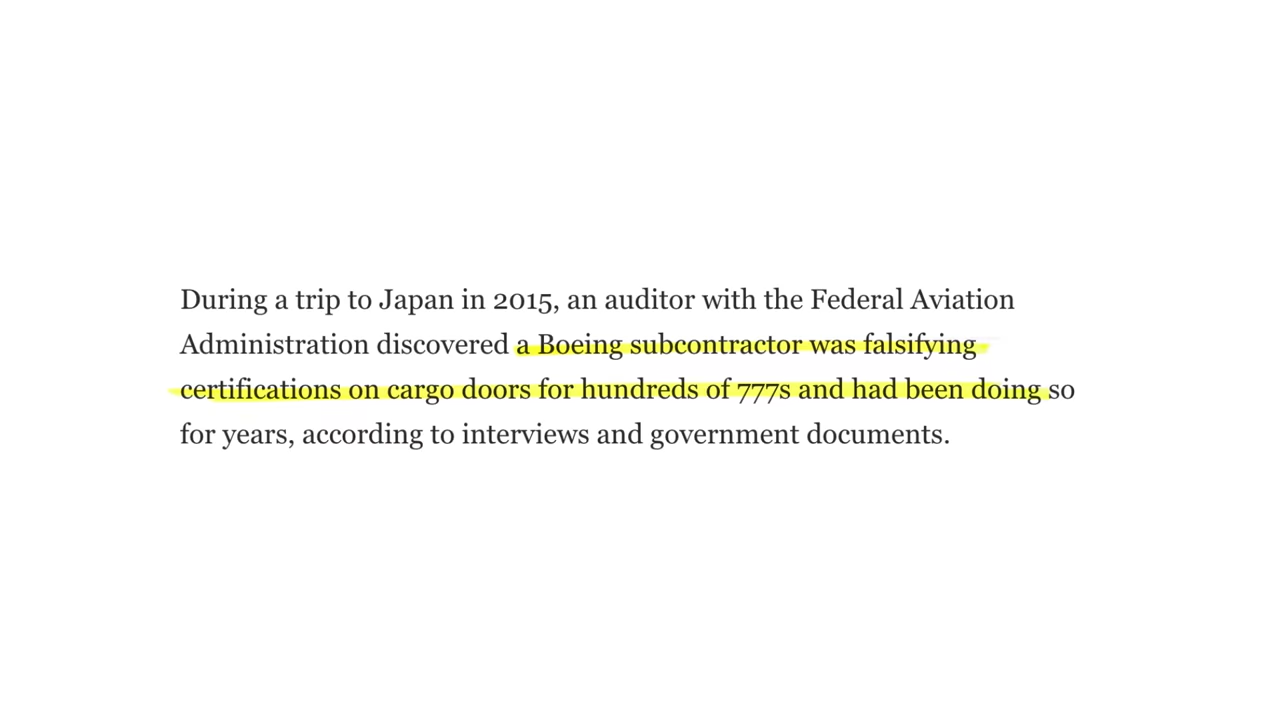 During a trip to Japan in 2015, an auditor with the Federal Aviation
Administration discovered a Boeing subcontractor was falsifying
certifications on cargo doors for hundreds of 777s and had been doing so
for years, according to interviews and government documents.